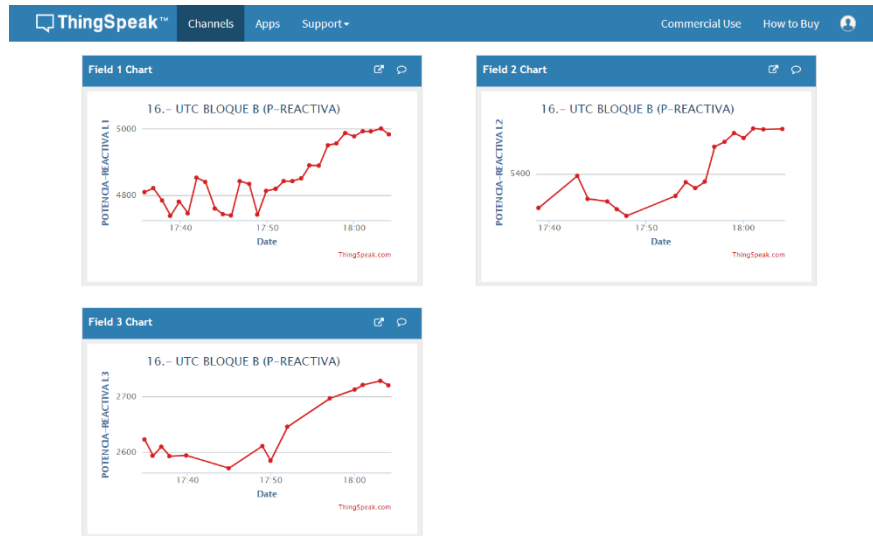 ThingSpeak™ Channels Apps Support Commercial Use How to Buy
Field 1 Chart
16.- UTC BLOQUE B (P-REACTIVA)
POTENCIA-REACTIVA L1
5000
4800
17:40 17:50 18:00
Date
ThingSpeak.com
Field 2 Chart
16.- UTC BLOQUE B (P-REACTIVA)
POTENCIA-REACTIVA L2
5400
17:40 17:50 18:00
Date
ThingSpeak.com
Field 3 Chart
16.- UTC BLOQUE B (P-REACTIVA)
POTENCIA-REACTIVA L3
2700
2600
17:40 17:50 18:00
Date
ThingSpeak.com